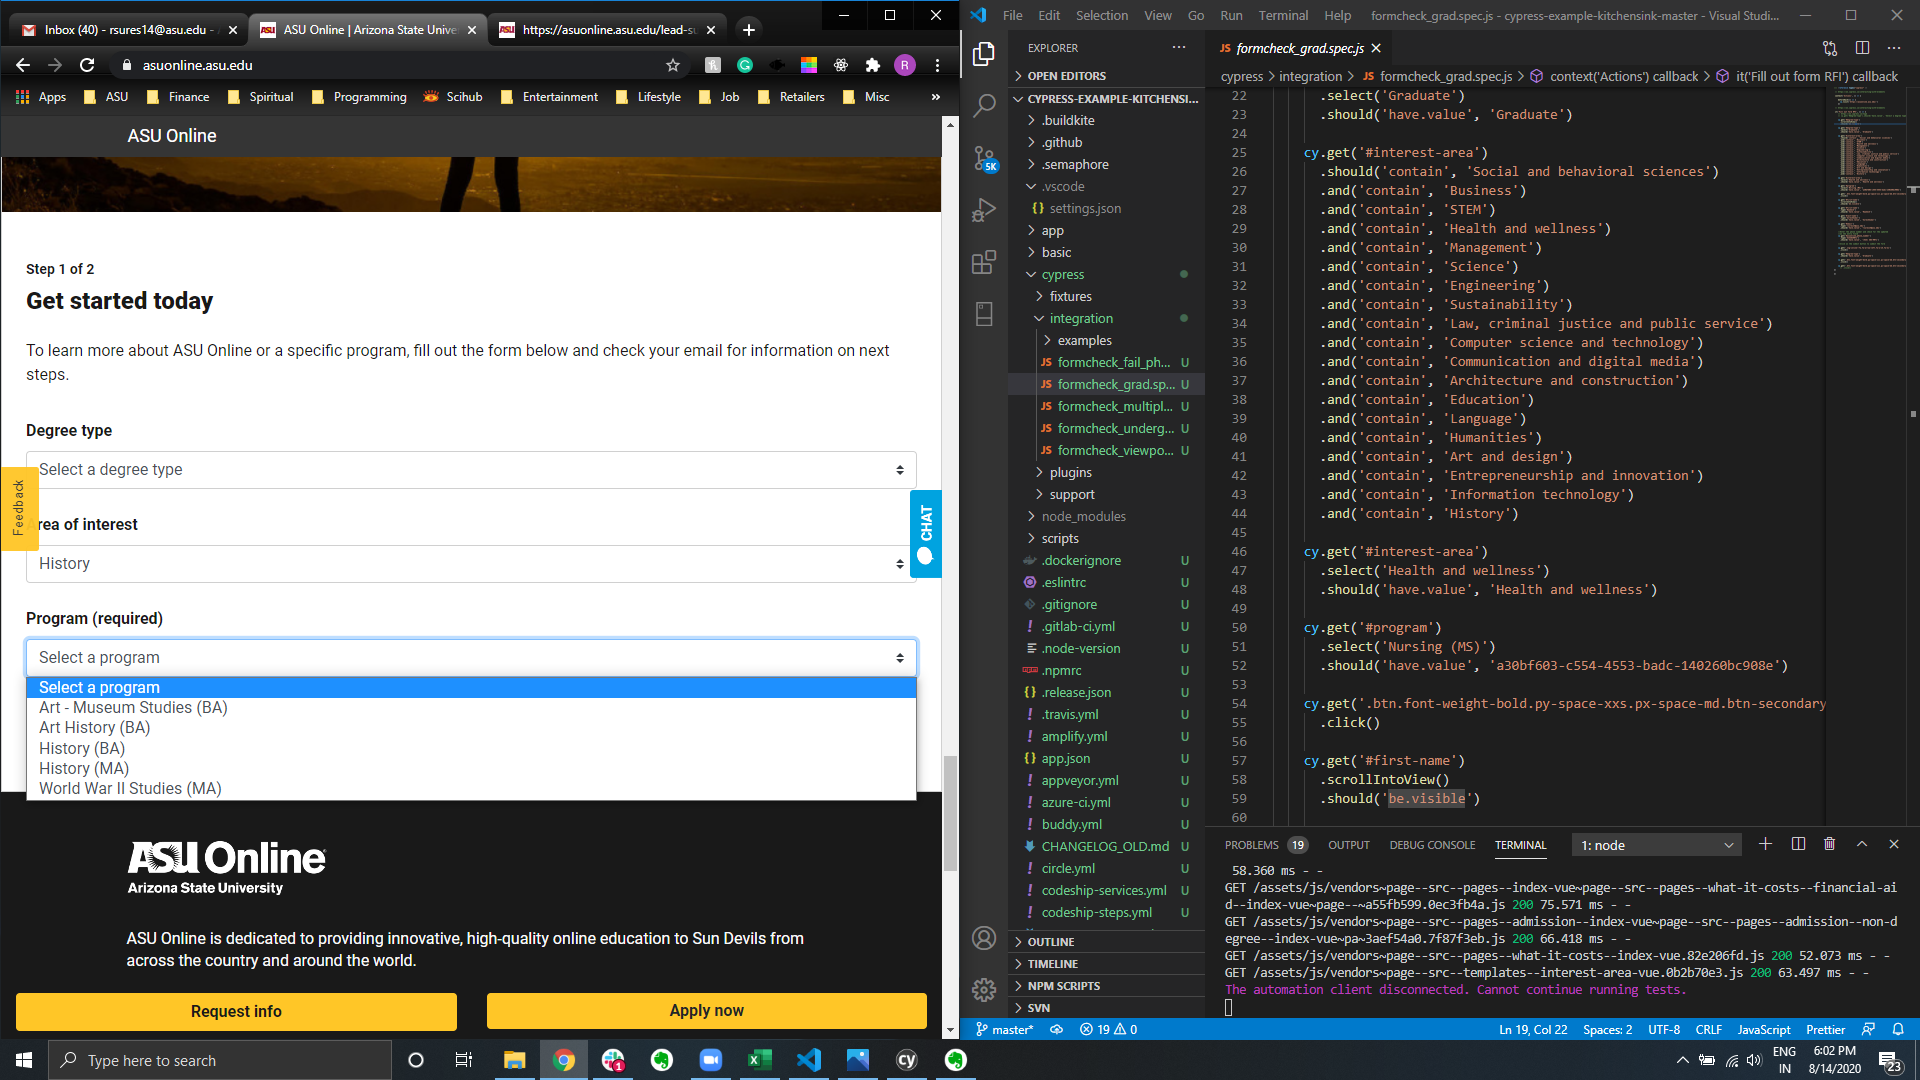 Inbox (40) - rsures14@asu.edu -
ASU Online | Arizona State Unive
https://asuonline.asu.edu/lead-su
asuonline.asu.edu
R
Apps
ASU
Finance
Spiritual
Programming
Scihub
Entertainment
Lifestyle
Job
Retailers
Misc
»
ASU Online
Step 1 of 2
Get started today
To learn more about ASU Online or a specific program, fill out the form below and check your email for information on next
steps.
Degree type
Select a degree type
Feedback
Area of interest
History
CHAT
Program (required)
Select a program
Select a program
Art - Museum Studies (BA)
Art History (BA)
History (BA)
History (MA)
World War II Studies (MA)
ASU Online
Arizona State University
ASU Online is dedicated to providing innovative, high-quality online education to Sun Devils from
across the country and around the world.
Request info
Apply now
File Edit Selection View Go Run Terminal Help
formcheck_grad.spec.js - cypress-example-kitchensink-master - Visual Studi...
EXPLORER
OPEN EDITORS
CYPRESS-EXAMPLE-KITCHENSI...
.buildkite
.github
.semaphore
.vscode
{} settings.json
app
basic
cypress
fixtures
integration
examples
JS formcheck_fail_ph... U
JS formcheck_grad.sp... U
JS formcheck_multipl... U
JS formcheck_underg... U
JS formcheck_viewpo... U
plugins
support
node_modules
scripts
.dockerignore U
.eslintrc U
.gitignore U
! .gitlab-ci.yml U
.node-version U
.npmrc U
{} .release.json U
! .travis.yml U
! amplify.yml U
{} app.json U
! appveyor.yml U
! azure-ci.yml U
! buddy.yml U
CHANGELOG_OLD.md U
! circle.yml U
! codeship-services.yml U
! codeship-steps.yml U
OUTLINE
TIMELINE
NPM SCRIPTS
SVN
5K
JS formcheck_grad.spec.js
cypress > integration > JS formcheck_grad.spec.js > context('Actions') callback > it('Fill out form RFI') callback
22 .select('Graduate')
23 .should('have.value', 'Graduate')
24
25 cy.get('#interest-area')
26 .should('contain', 'Social and behavioral sciences')
27 .and('contain', 'Business')
28 .and('contain', 'STEM')
29 .and('contain', 'Health and wellness')
30 .and('contain', 'Management')
31 .and('contain', 'Science')
32 .and('contain', 'Engineering')
33 .and('contain', 'Sustainability')
34 .and('contain', 'Law, criminal justice and public service')
35 .and('contain', 'Computer science and technology')
36 .and('contain', 'Communication and digital media')
37 .and('contain', 'Architecture and construction')
38 .and('contain', 'Education')
39 .and('contain', 'Language')
40 .and('contain', 'Humanities')
41 .and('contain', 'Art and design')
42 .and('contain', 'Entrepreneurship and innovation')
43 .and('contain', 'Information technology')
44 .and('contain', 'History')
45
46 cy.get('#interest-area')
47 .select('Health and wellness')
48 .should('have.value', 'Health and wellness')
49
50 cy.get('#program')
51 .select('Nursing (MS)')
52 .should('have.value', 'a30bf603-c554-4553-badc-140260bc908e')
53
54 cy.get('.btn.font-weight-bold.py-space-xxs.px-space-md.btn-secondary
55 .click()
56
57 cy.get('#first-name')
58 .scrollIntoView()
59 .should('be.visible')
60
PROBLEMS 19 OUTPUT DEBUG CONSOLE TERMINAL 1: node
58.360 ms - -
GET /assets/js/vendors~page--src--pages--index-vue~page--src--pages--what-it-costs--financial-ai
d--index-vue~page--~a55fb599.0ec3fb4a.js 200 75.571 ms - -
GET /assets/js/vendors~page--src--pages--admission--index-vue~page--src--pages--admission--non-d
egree--index-vue~pa~3aef54a0.7f87f3eb.js 200 66.418 ms - -
GET /assets/js/page--src--pages--what-it-costs--index-vue.82e206fd.js 200 52.073 ms - -
GET /assets/js/page--src--templates--interest-area-vue.0b2b70e3.js 200 63.497 ms - -
The automation client disconnected. Cannot continue running tests.
master* 19 0 Ln 19, Col 22 Spaces: 2 UTF-8 CRLF JavaScript Prettier
Type here to search
1
cy
ENG
IN
6:02 PM
8/14/2020
23